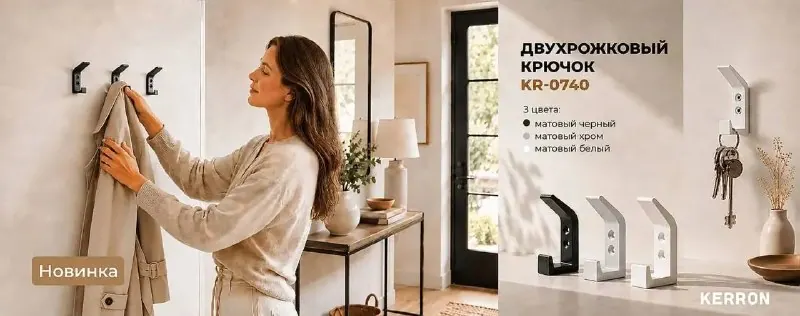 Новинка
ДВУХРОЖКОВЫЙ
КРЮЧОК
KR-0740
3 цвета:
матовый черный
матовый хром
матовый белый
KERRON